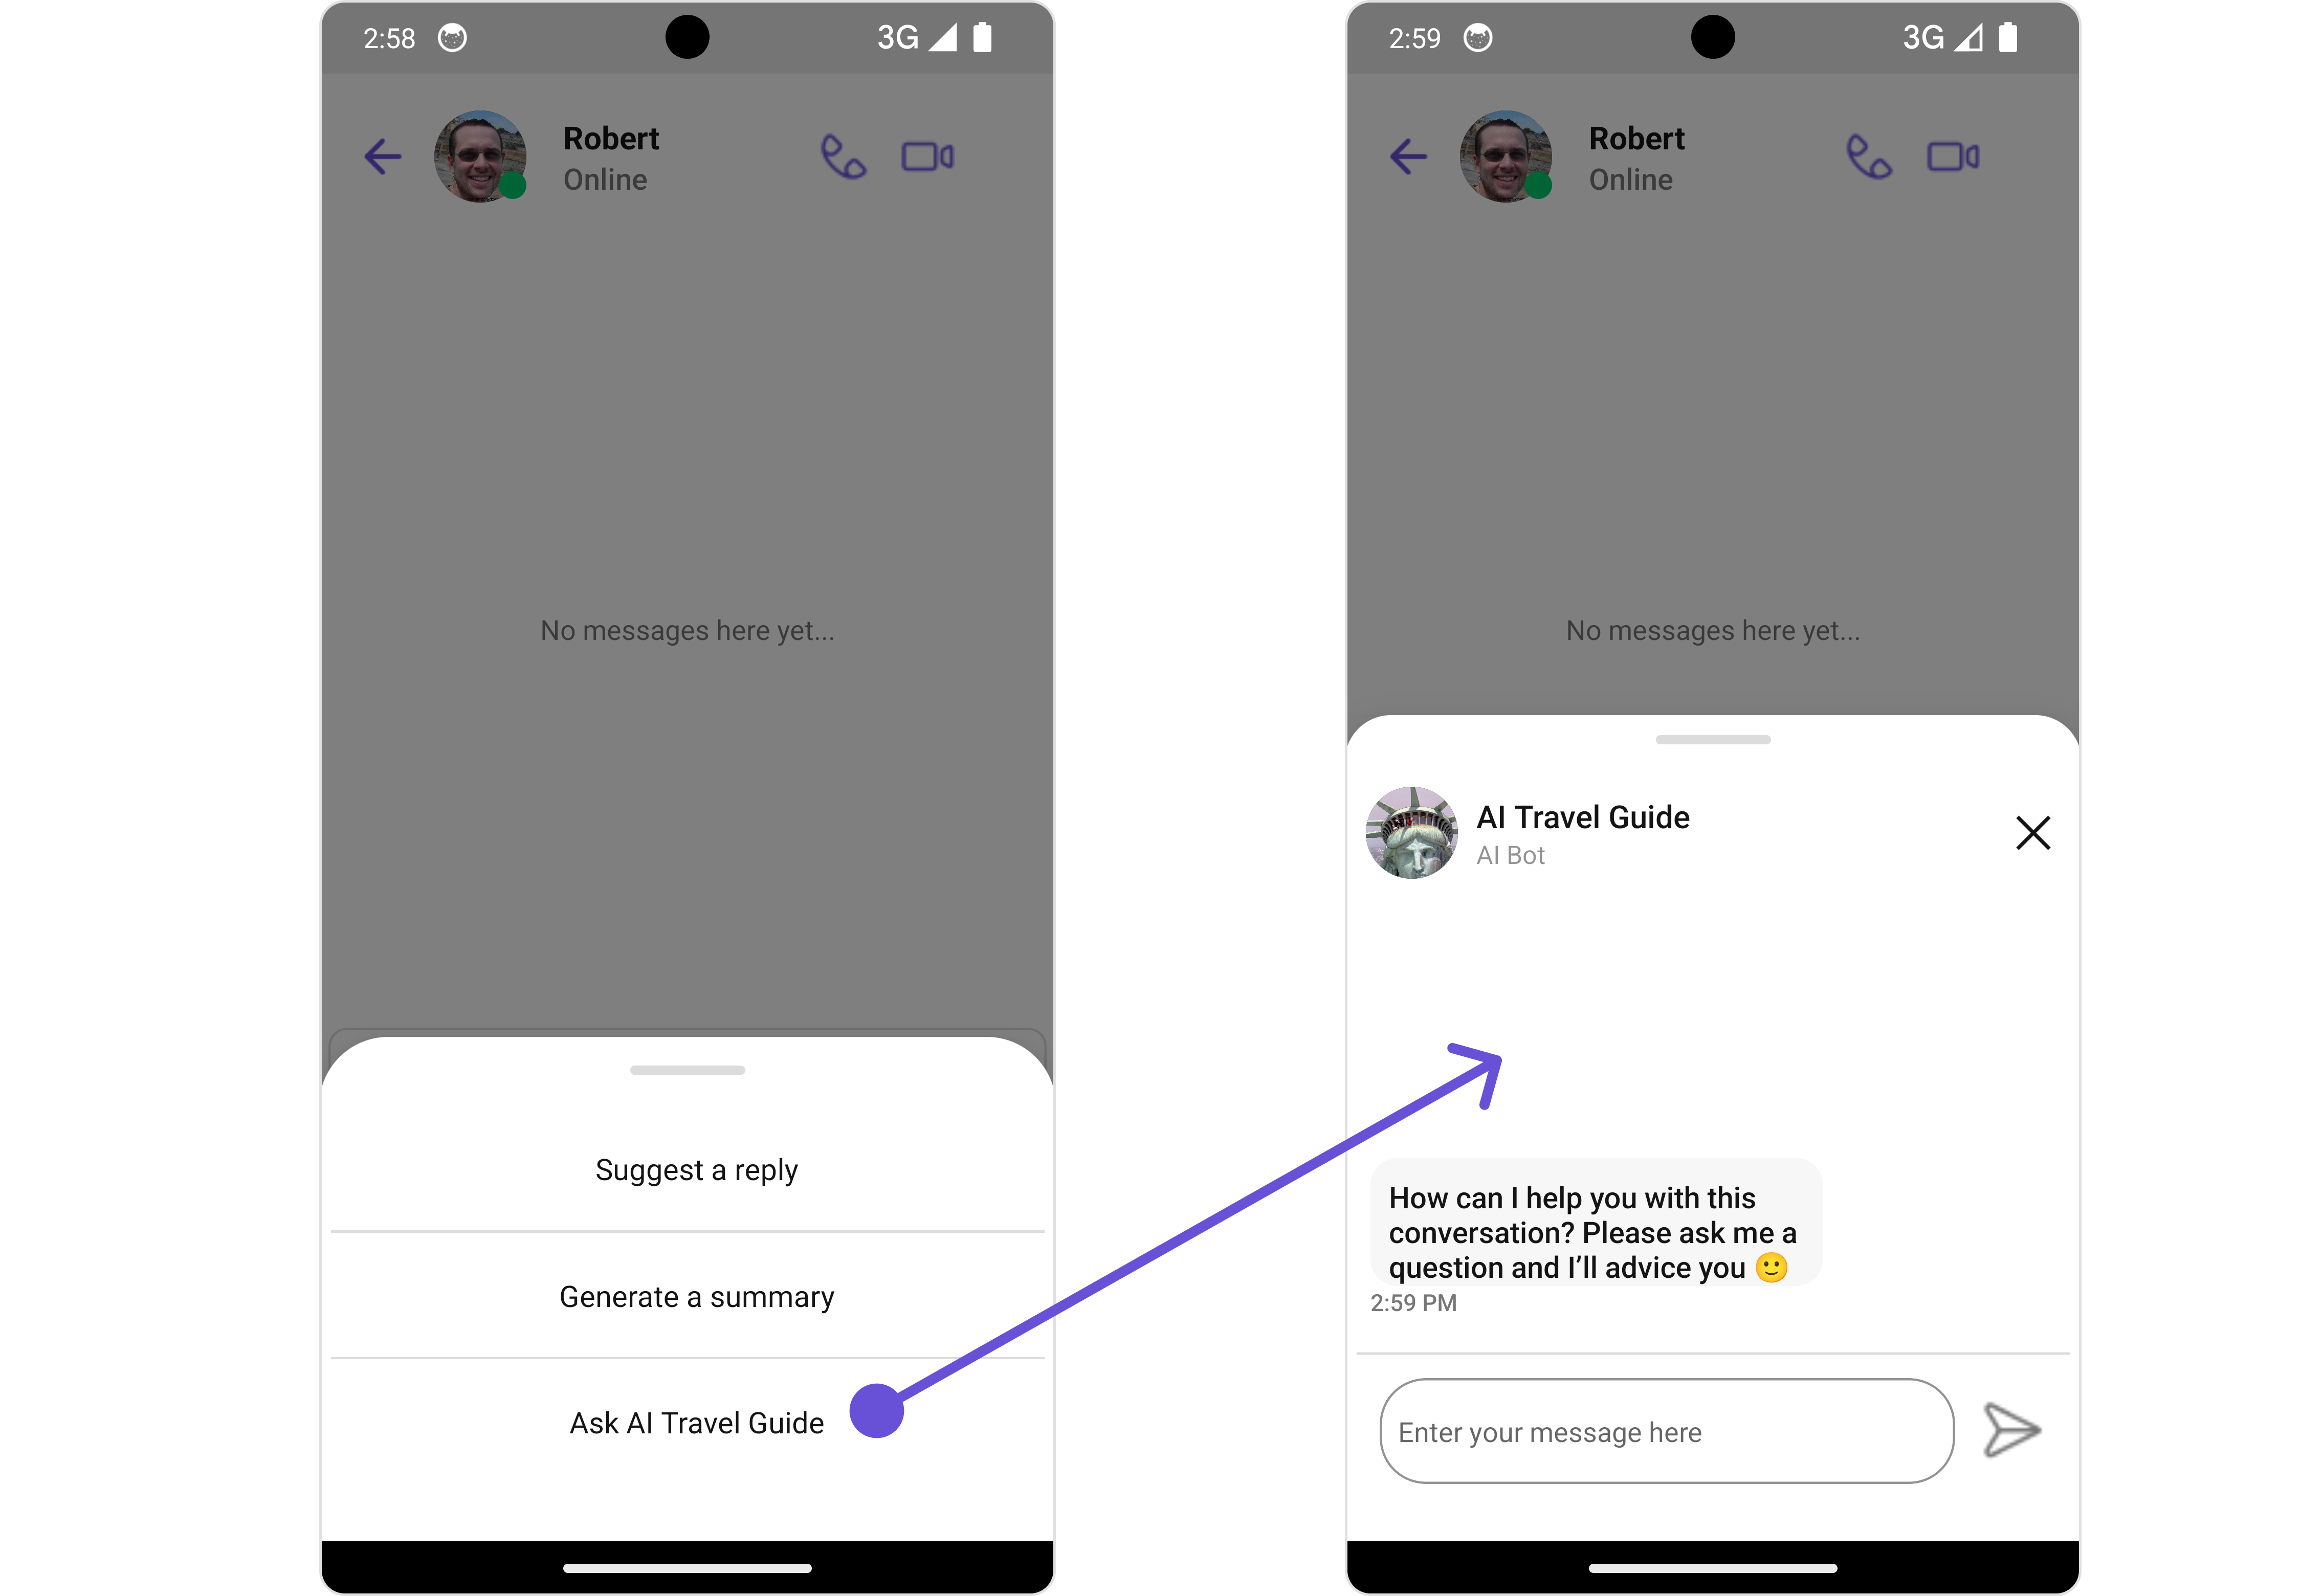 2:58
3G
Robert
Online
No messages here yet...
Suggest a reply
Generate a summary
Ask AI Travel Guide
2:59
3G
Robert
Online
No messages here yet...
AI Travel Guide
AI Bot
How can I help you with this
conversation? Please ask me a
question and I’ll advice you 🙂
2:59 PM
Enter your message here